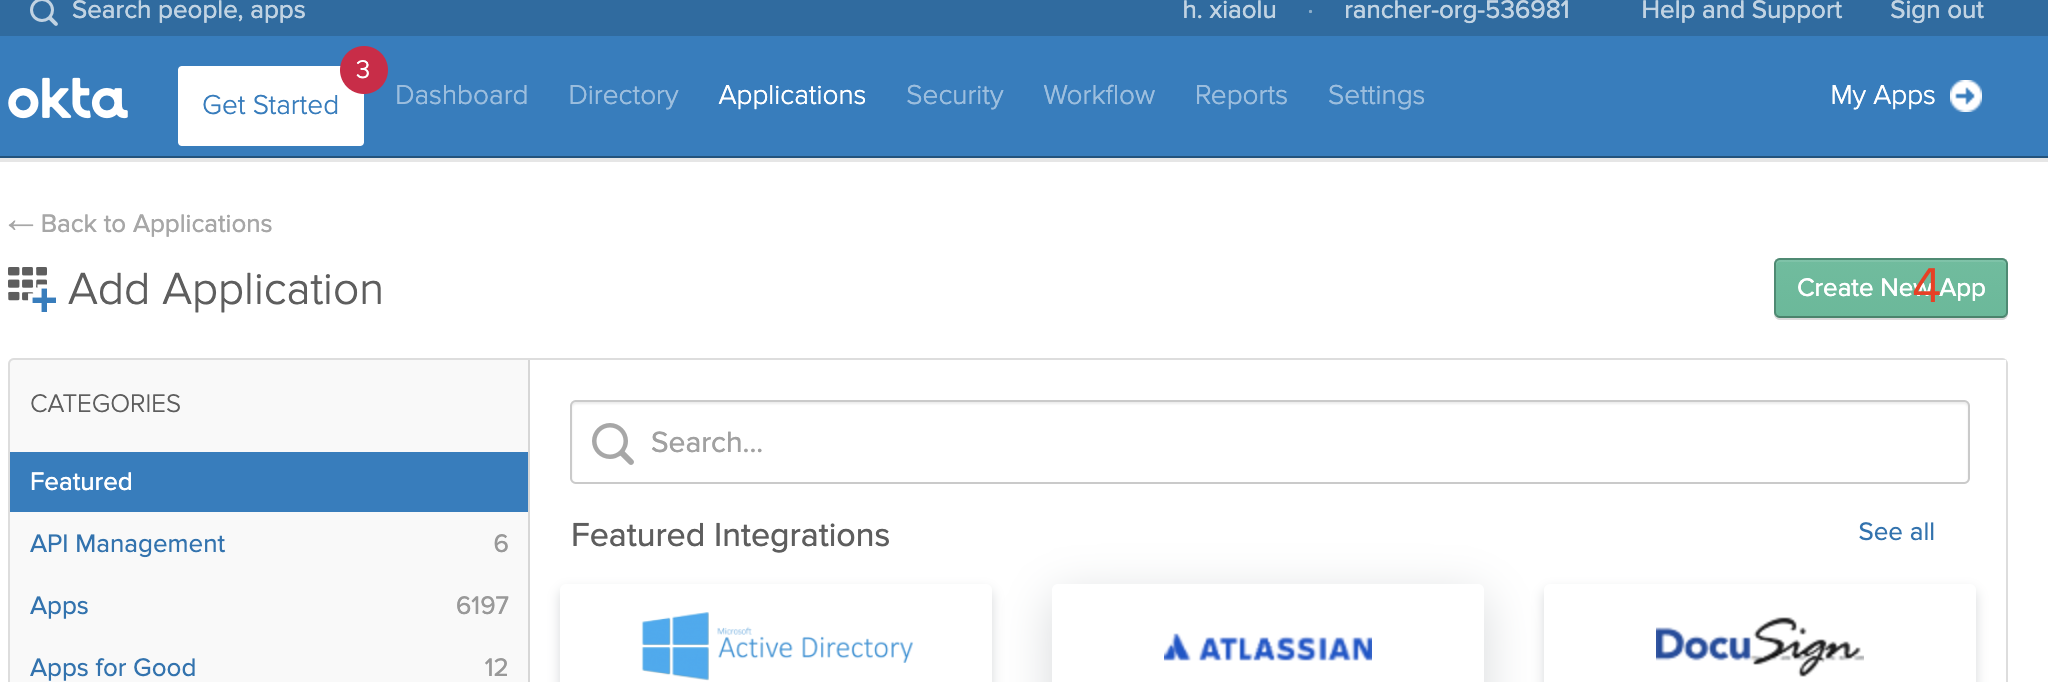 Search people, apps
h. xiaolu · rancher-org-536981 Help and Support Sign out
okta
Get Started 3
Dashboard Directory Applications Security Workflow Reports Settings
My Apps
← Back to Applications
Add Application
Create New App
4
CATEGORIES
Featured
API Management 6
Apps 6197
Apps for Good 12
Search...
Featured Integrations
See all
Microsoft
Active Directory
ATLASSIAN
DocuSign